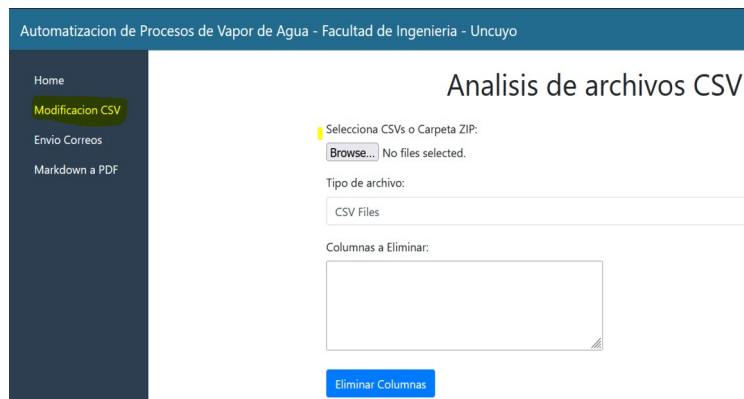 Automatizacion de Procesos de Vapor de Agua - Facultad de Ingenieria - Uncuyo
Home
Modificacion CSV
Envio Correos
Markdown a PDF
Analisis de archivos CSV
Selecciona CSVs o Carpeta ZIP:
Browse... No files selected.
Tipo de archivo:
CSV Files
Columnas a Eliminar:
Eliminar Columnas